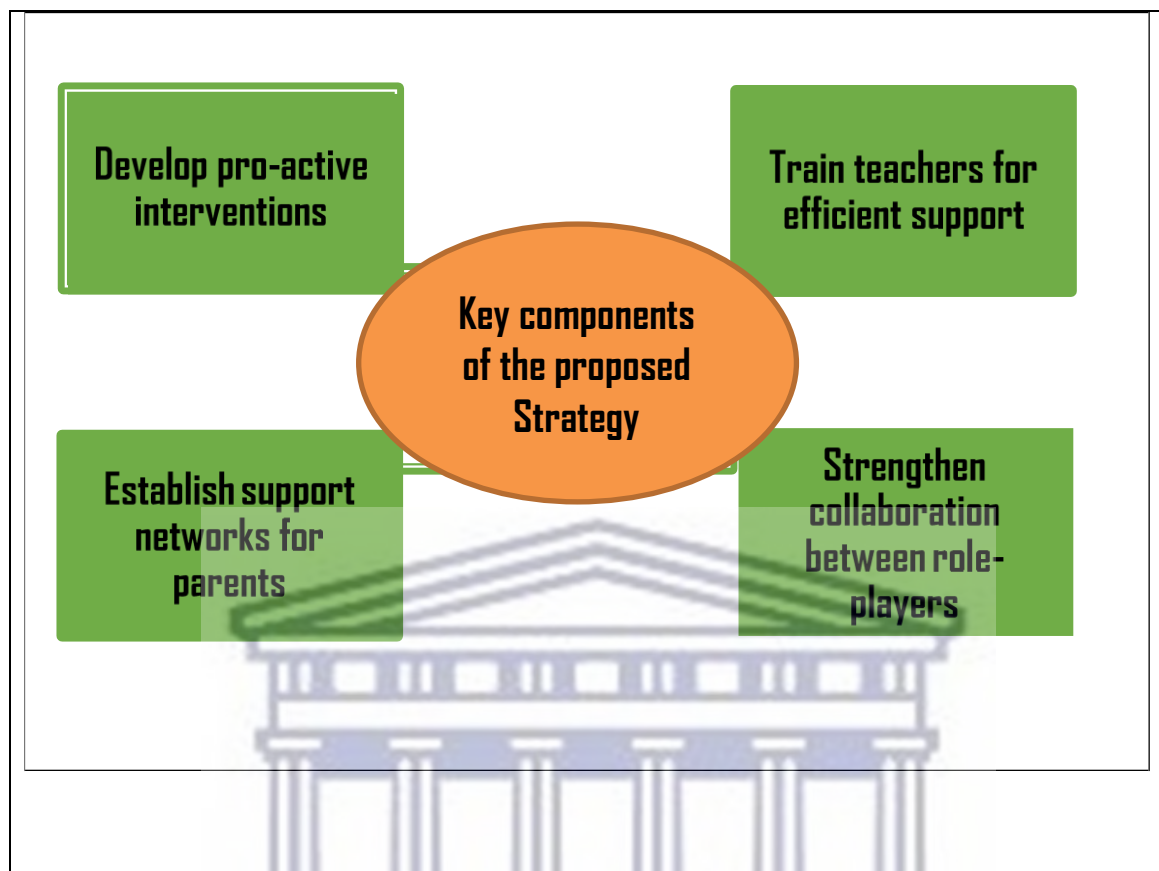 Develop pro-active
interventions
Train teachers for
efficient support
Key components
of the proposed
Strategy
Establish support
networks for
parents
Strengthen
collaboration
between role-
players